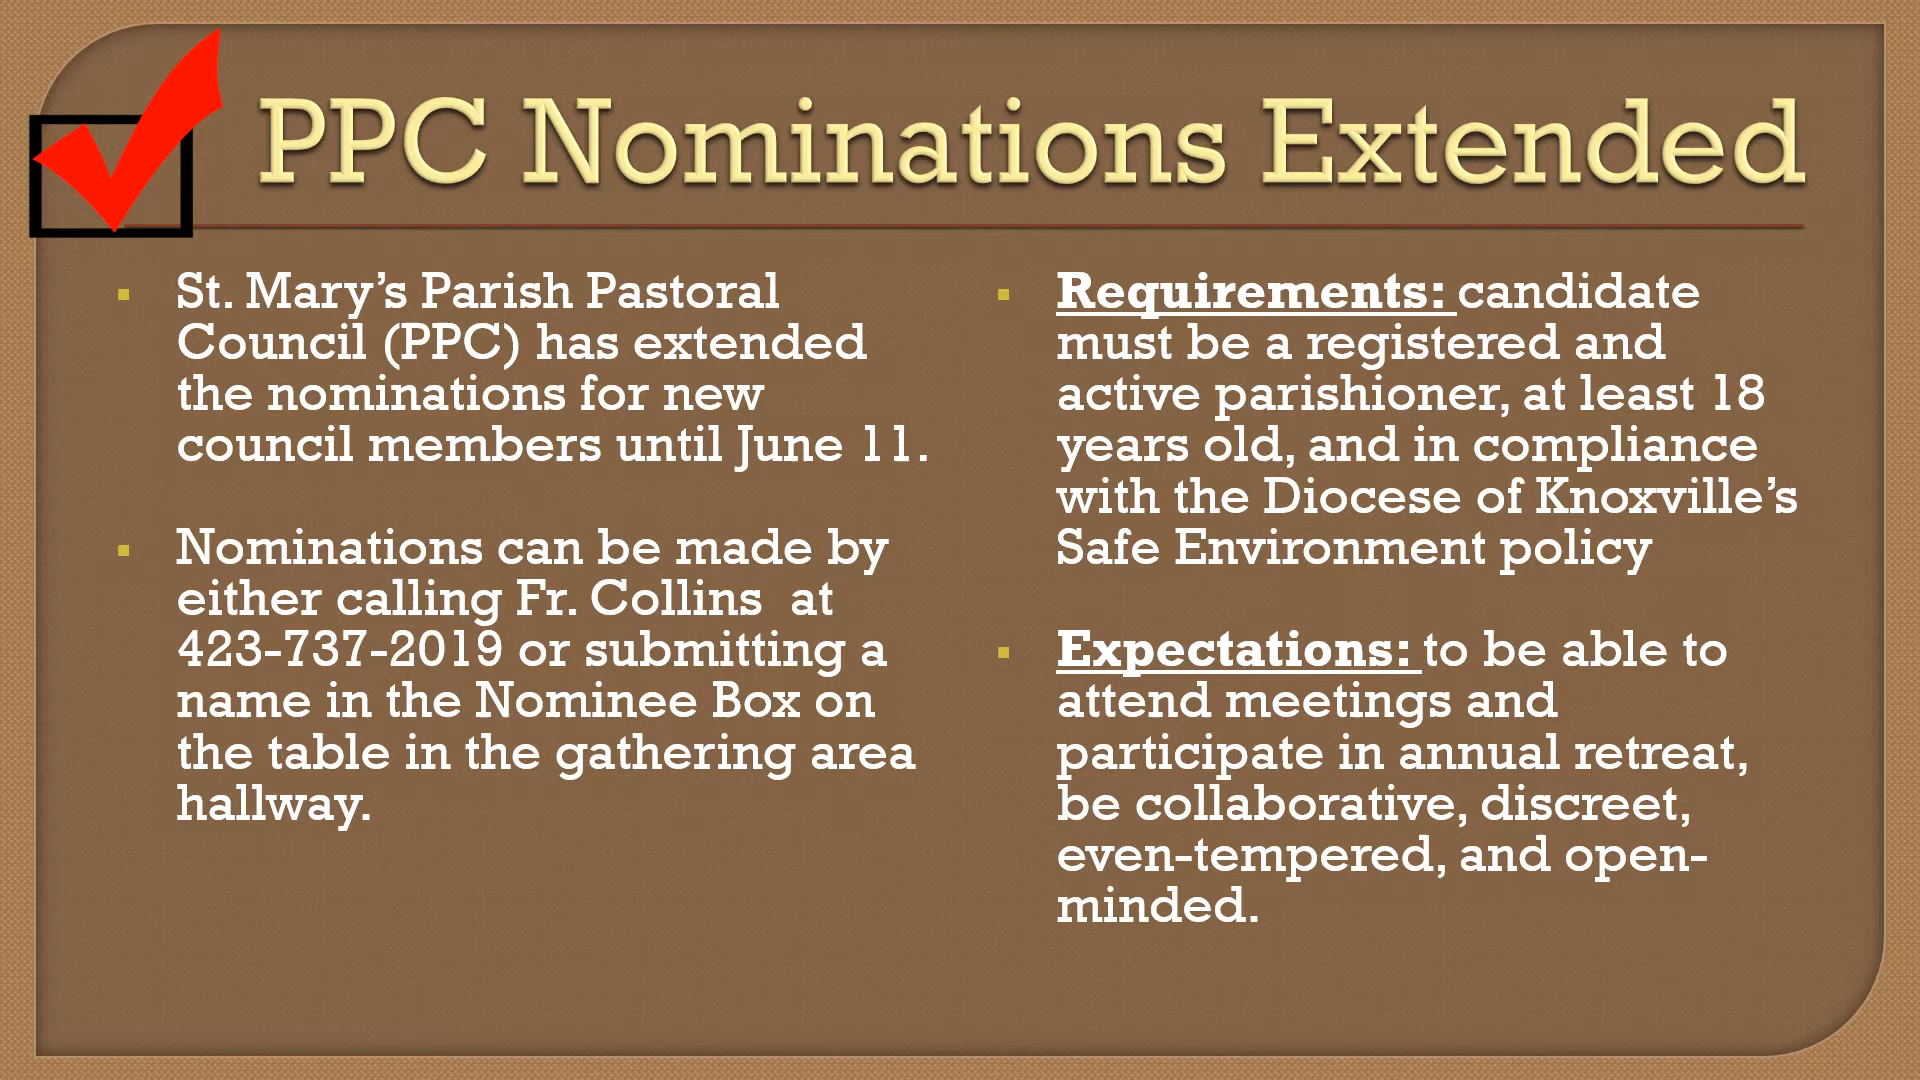 PPC Nominations Extended
St. Mary’s Parish Pastoral
Council (PPC) has extended
the nominations for new
council members until June 11.
Nominations can be made by
either calling Fr. Collins  at
423-737-2019 or submitting a
name in the Nominee Box on
the table in the gathering area
hallway.
Requirements: candidate
must be a registered and
active parishioner, at least 18
years old, and in compliance
with the Diocese of Knoxville’s
Safe Environment policy
Expectations: to be able to
attend meetings and
participate in annual retreat,
be collaborative, discreet,
even-tempered, and open-
minded.